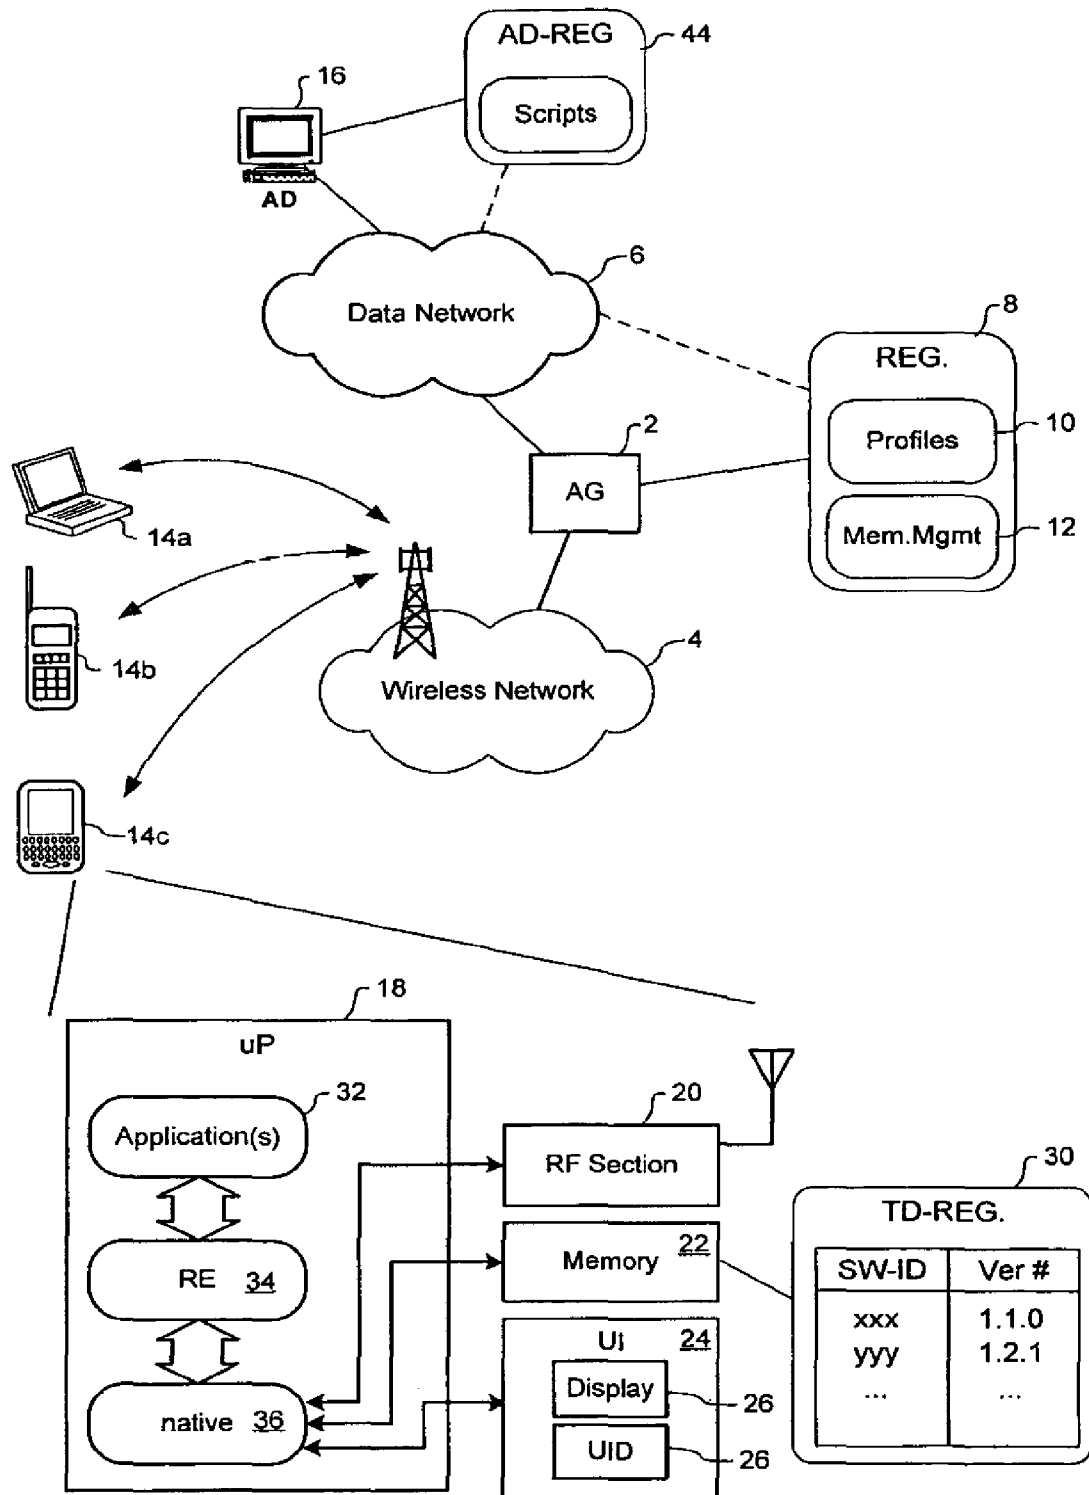 AD-REG
44
Scripts
16
AD
6
Data Network
8
REG.
10
Profiles
12
Mem.Mgmt
2
AG
14a
14b
4
Wireless Network
14c
18
uP
32
Application(s)
RE 34
native 36
20
RF Section
Memory 22
UI 24
Display
26
UID
26
30
TD-REG.
SW-ID Ver #
xxx 1.1.0
yyy 1.2.1
... ...